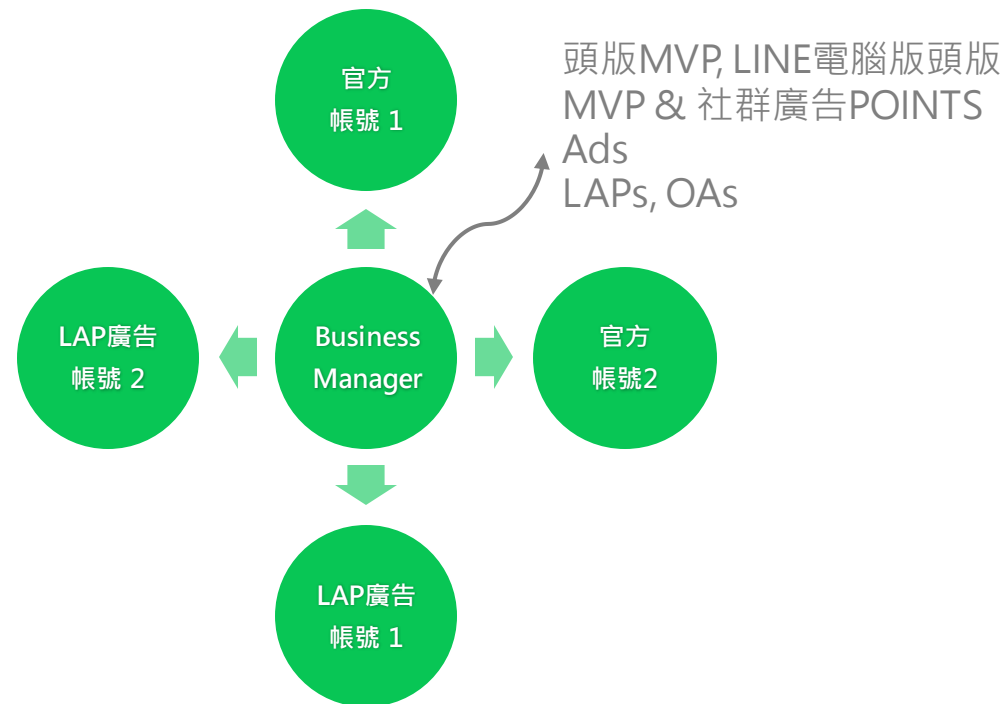 官方
帳號 1
頭版MVP, LINE電腦版頭版
MVP & 社群廣告POINTS
Ads
LAPs, OAs
LAP廣告
帳號 2
Business
Manager
官方
帳號2
LAP廣告
帳號 1